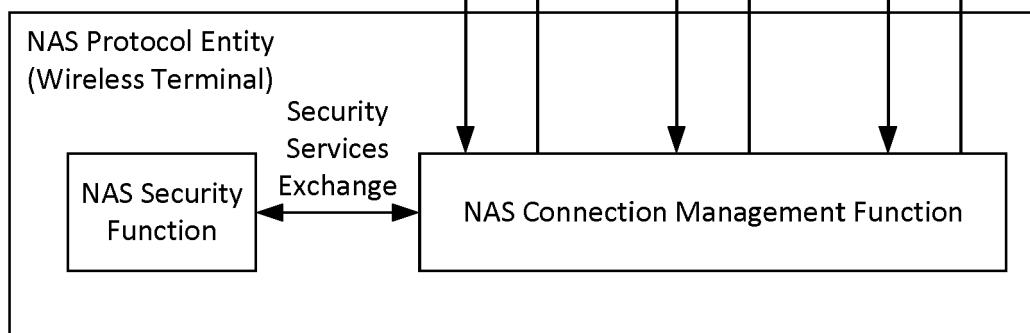 NAS Protocol Entity
(Wireless Terminal)
Security
Services
Exchange
NAS Security
Function
NAS Connection Management Function